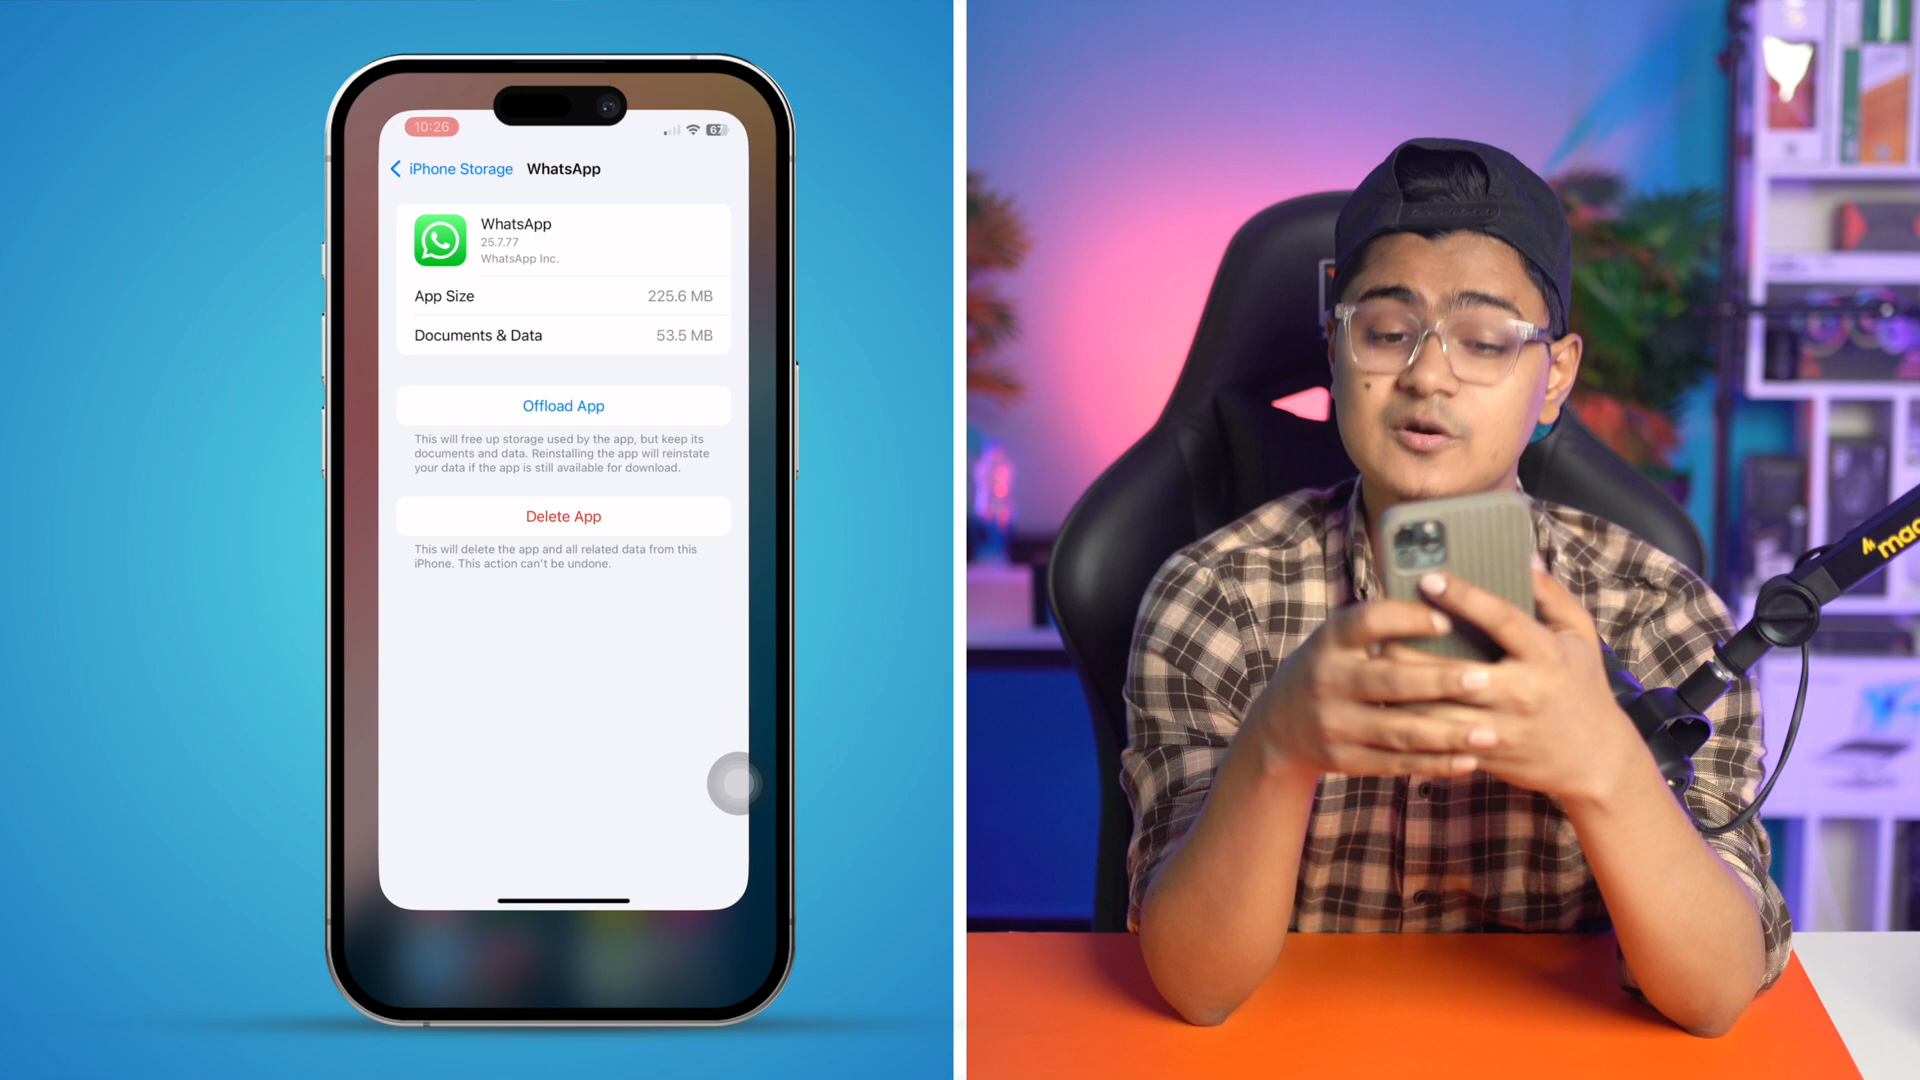 10:26
67
iPhone Storage WhatsApp
WhatsApp
25.7.77
WhatsApp Inc.
App Size 225.6 MB
Documents & Data 53.5 MB
Offload App
This will free up storage used by the app, but keep its
documents and data. Reinstalling the app will reinstate
your data if the app is still available for download.
Delete App
This will delete the app and all related data from this
iPhone. This action can't be undone.